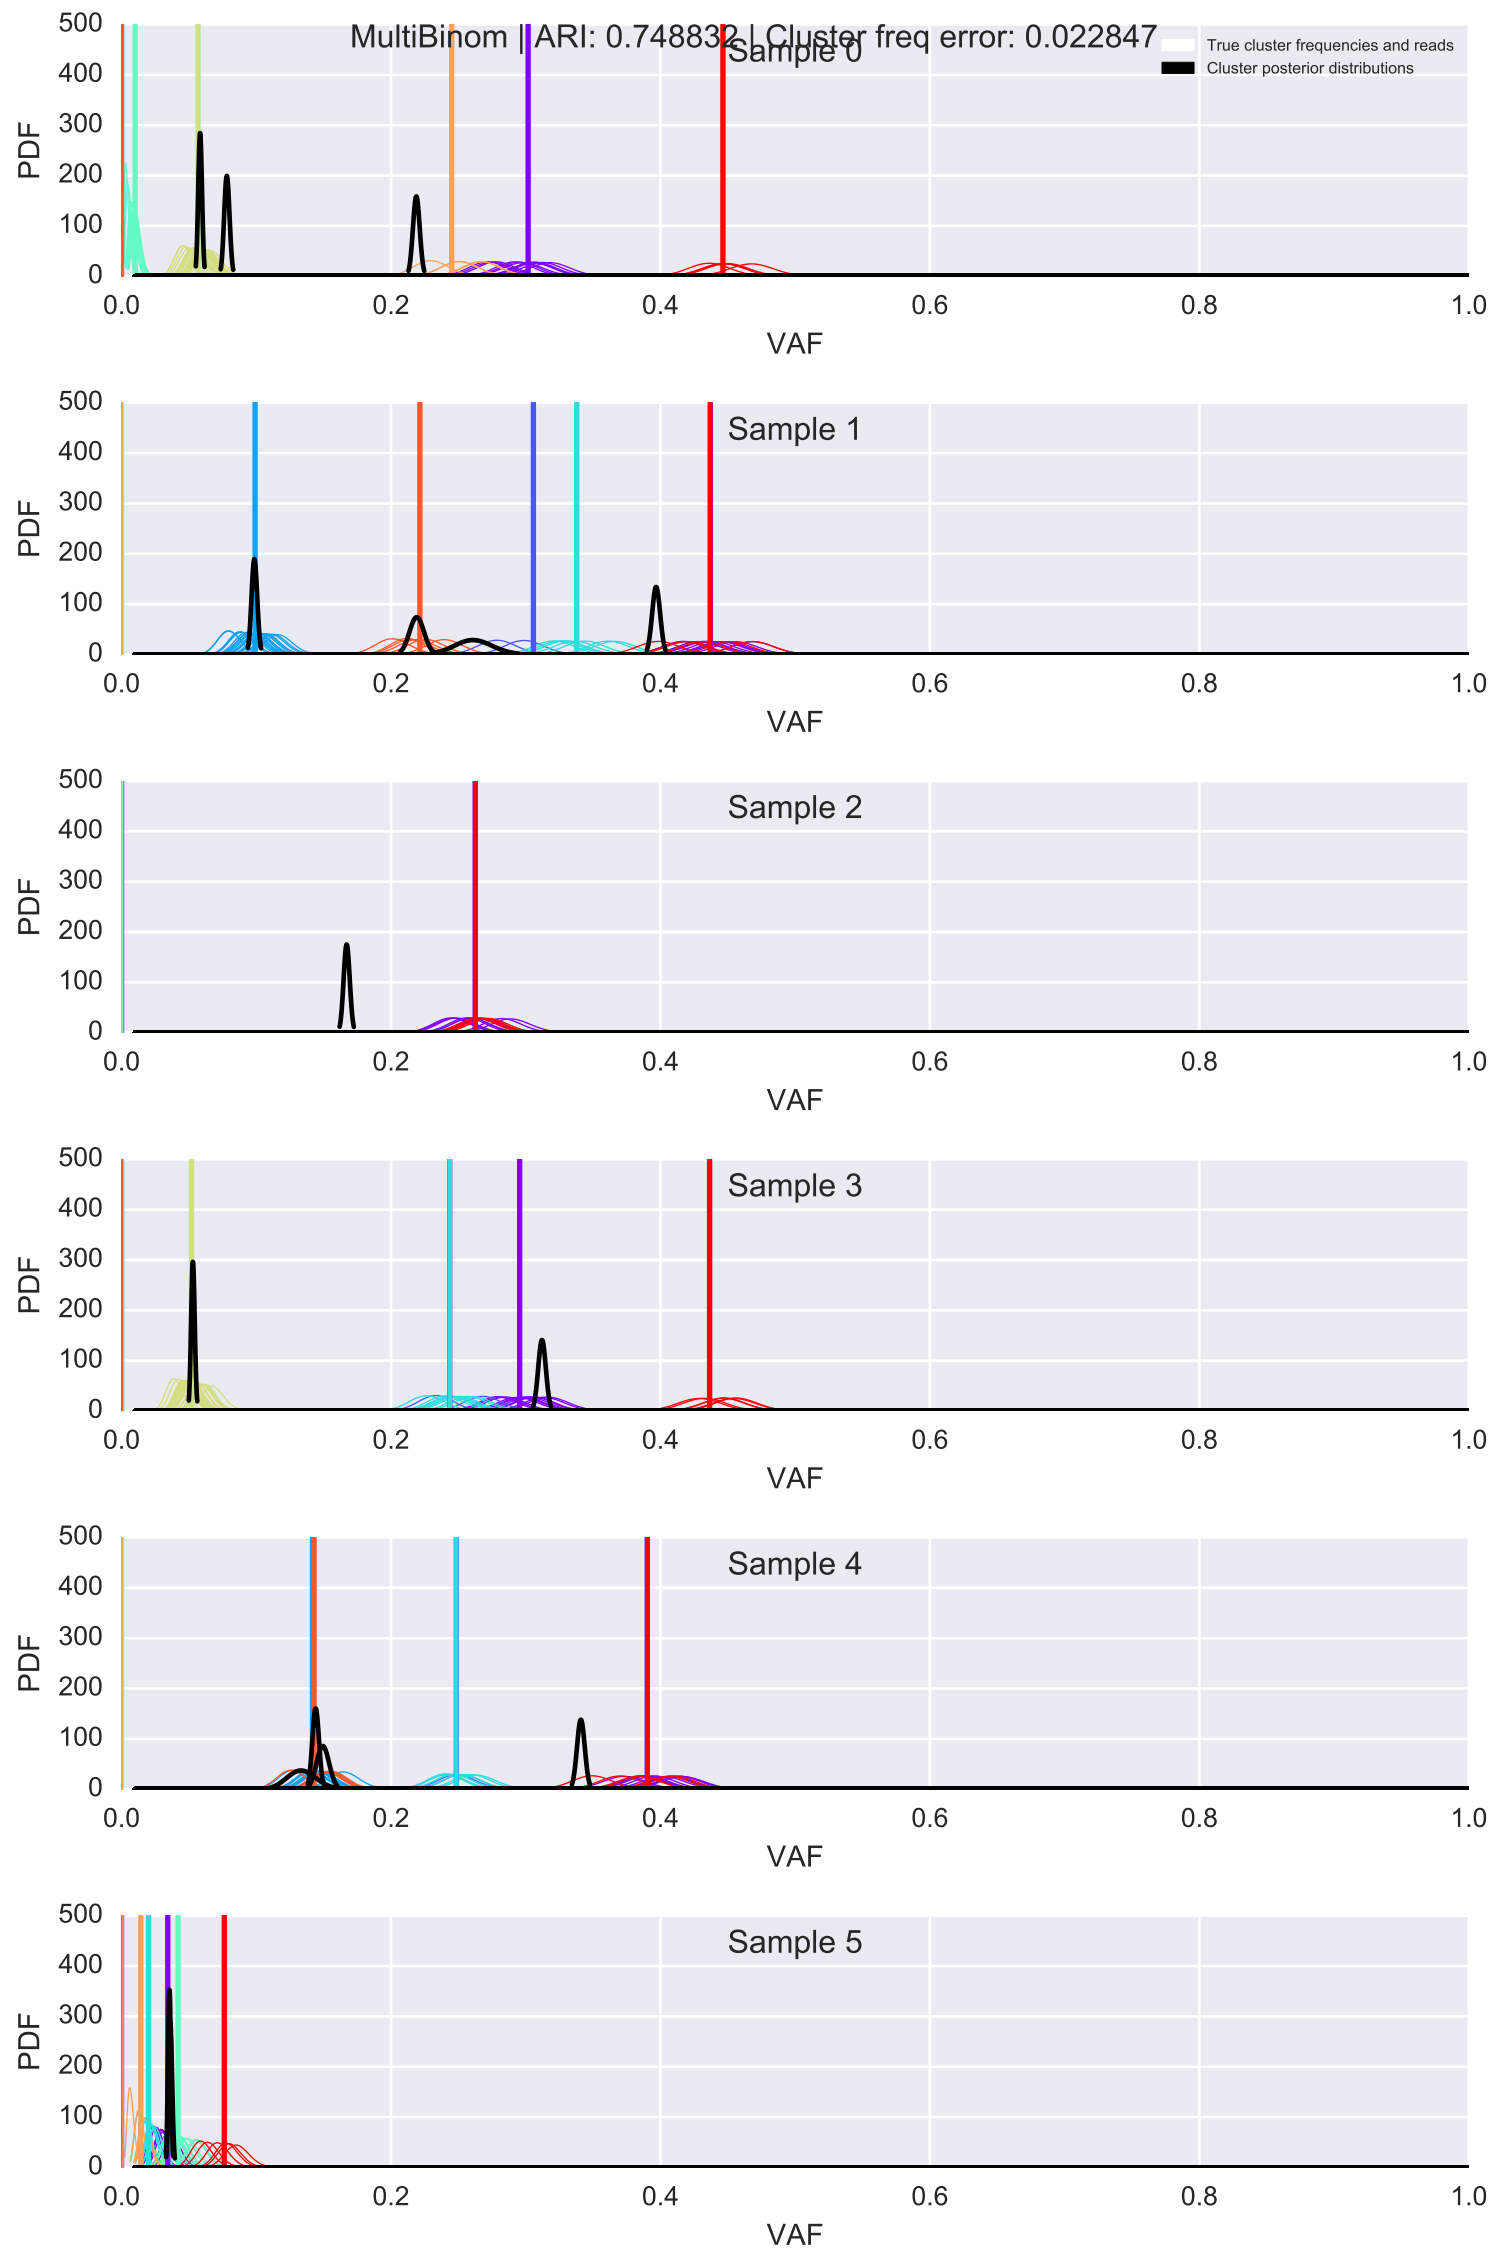 MultiBinom | ARI: 0.748832 | Cluster freq error: 0.022847
Sample 0
True cluster frequencies and reads
Cluster posterior distributions
500
400
300
200
100
0
PDF
0.0 0.2 0.4 0.6 0.8 1.0
VAF
Sample 1
500
400
300
200
100
0
PDF
0.0 0.2 0.4 0.6 0.8 1.0
VAF
Sample 2
500
400
300
200
100
0
PDF
0.0 0.2 0.4 0.6 0.8 1.0
VAF
Sample 3
500
400
300
200
100
0
PDF
0.0 0.2 0.4 0.6 0.8 1.0
VAF
Sample 4
500
400
300
200
100
0
PDF
0.0 0.2 0.4 0.6 0.8 1.0
VAF
Sample 5
500
400
300
200
100
0
PDF
0.0 0.2 0.4 0.6 0.8 1.0
VAF